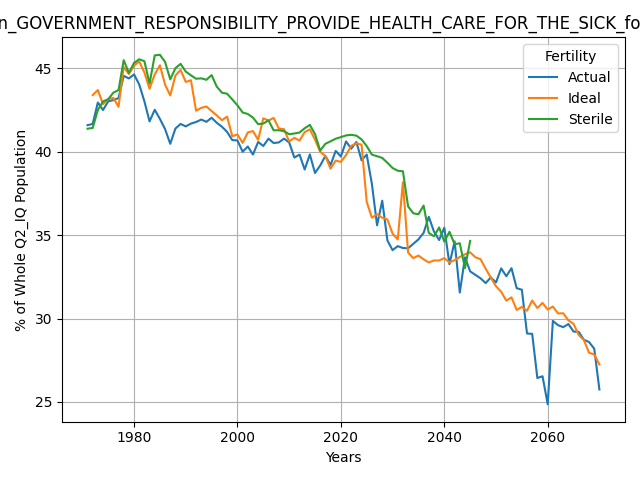 n_GOVERNMENT_RESPONSIBILITY_PROVIDE_HEALTH_CARE_FOR_THE_SICK_fo
Fertility
Actual
Ideal
Sterile
% of Whole Q2_IQ Population
45
40
35
30
25
1980 2000 2020 2040 2060
Years